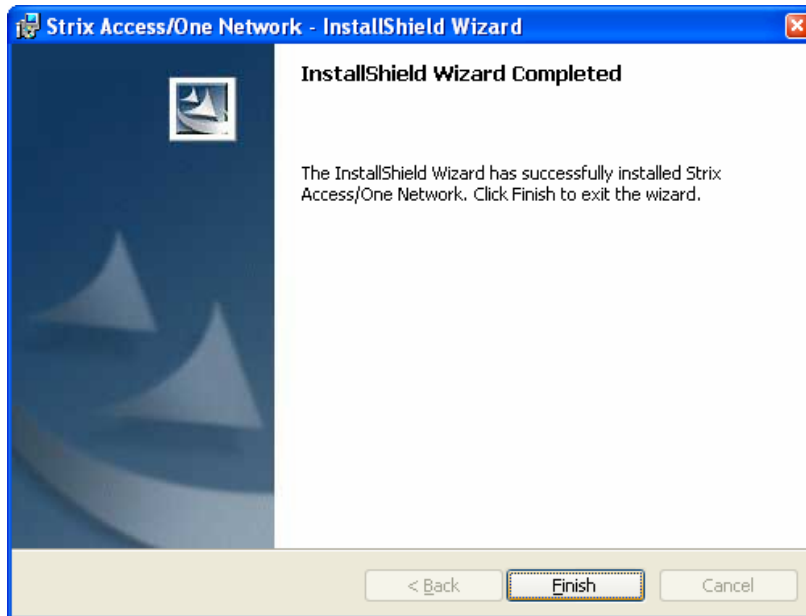 Strix Access/One Network - InstallShield Wizard
InstallShield Wizard Completed
The InstallShield Wizard has successfully installed Strix
Access/One Network. Click Finish to exit the wizard.
< Back
Finish
Cancel